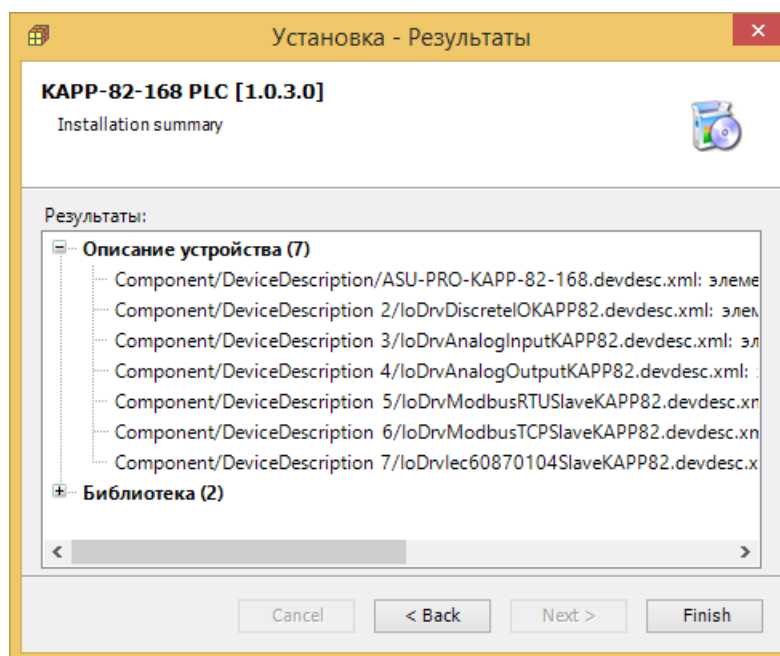 Установка - Результаты
KAPP-82-168 PLC [1.0.3.0]
Installation summary
Результаты:
Описание устройства (7)
Component/DeviceDescription/ASU-PRO-KAPP-82-168.devdesc.xml: элеме
Component/DeviceDescription 2/IoDrvDiscreteIOKAPP82.devdesc.xml: элем
Component/DeviceDescription 3/IoDrvAnalogInputKAPP82.devdesc.xml: эл
Component/DeviceDescription 4/IoDrvAnalogOutputKAPP82.devdesc.xml:
Component/DeviceDescription 5/IoDrvModbusRTUSlaveKAPP82.devdesc.xm
Component/DeviceDescription 6/IoDrvModbusTCPSlaveKAPP82.devdesc.xm
Component/DeviceDescription 7/IoDrvIec60870104SlaveKAPP82.devdesc.x
Библиотека (2)
Cancel < Back Next > Finish